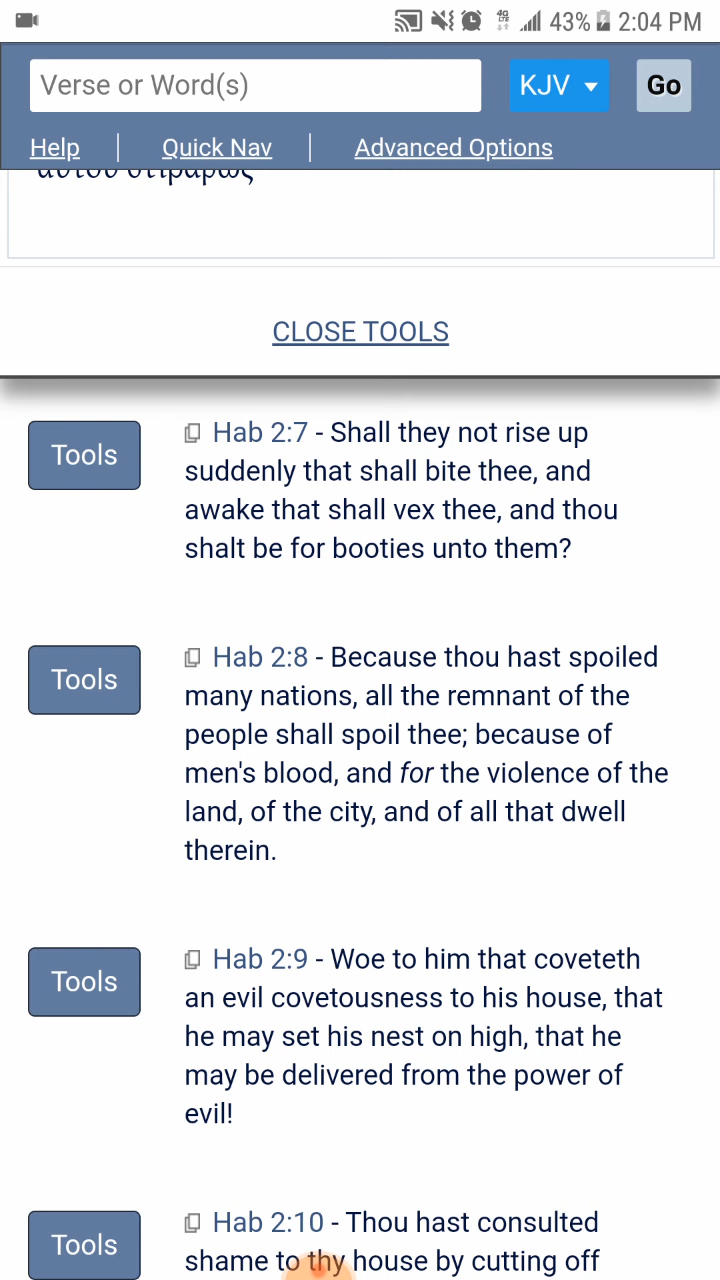 43% 2:04 PM
Verse or Word(s) KJV Go
Help Quick Nav Advanced Options
αὐτοῦ στιβαρῶς
CLOSE TOOLS
Tools
Hab 2:7 - Shall they not rise up
suddenly that shall bite thee, and
awake that shall vex thee, and thou
shalt be for booties unto them?
Tools
Hab 2:8 - Because thou hast spoiled
many nations, all the remnant of the
people shall spoil thee; because of
men's blood, and for the violence of the
land, of the city, and of all that dwell
therein.
Tools
Hab 2:9 - Woe to him that coveteth
an evil covetousness to his house, that
he may set his nest on high, that he
may be delivered from the power of
evil!
Tools
Hab 2:10 - Thou hast consulted
shame to thy house by cutting off